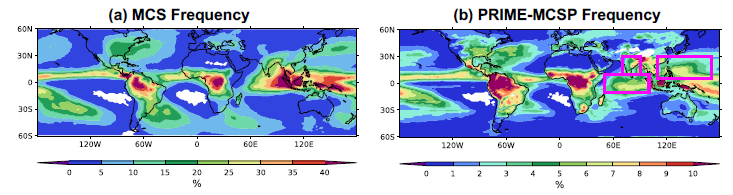 (a) MCS Frequency
(b) PRIME-MCSP Frequency
60N
30N
0
30S
60S
120W
60W
0
60E
120E
60N
30N
0
30S
60S
120W
60W
0
60E
120E
0 5 10 15 20 25 30 35 40
%
0 1 2 3 4 5 6 7 8 9 10
%